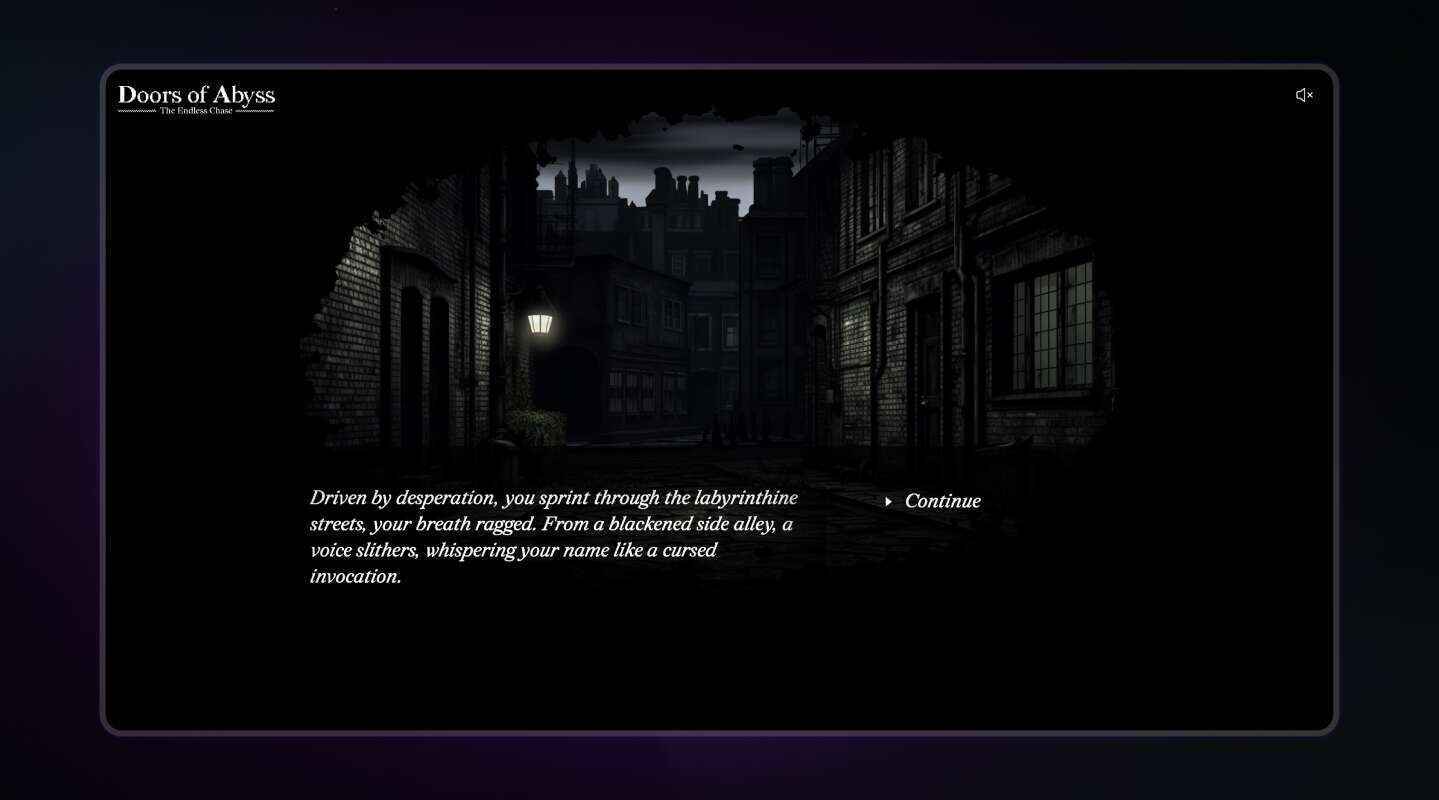 Doors of Abyss
The Endless Chase
Driven by desperation, you sprint through the labyrinthine
streets, your breath ragged. From a blackened side alley, a
voice slithers, whispering your name like a cursed
invocation.
Continue